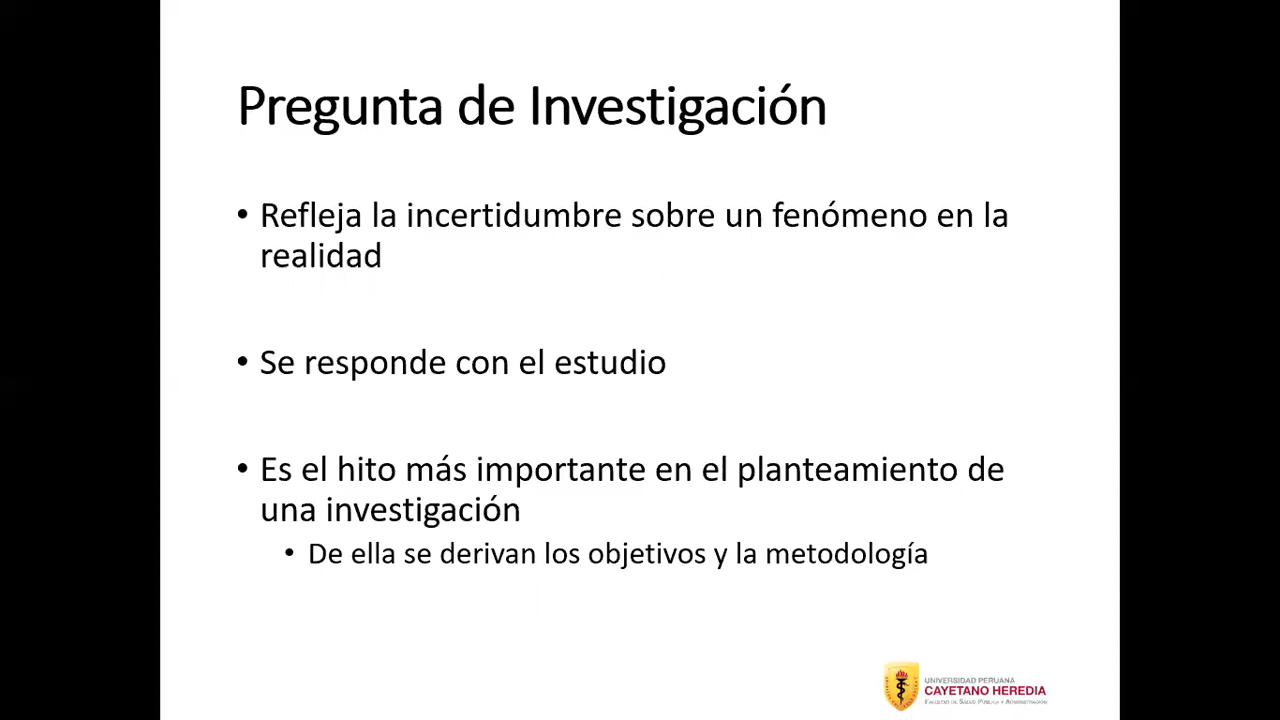 Pregunta de Investigación
• Refleja la incertidumbre sobre un fenómeno en la
realidad
• Se responde con el estudio
• Es el hito más importante en el planteamiento de
una investigación
• De ella se derivan los objetivos y la metodología
UNIVERSIDAD PERUANA
CAYETANO HEREDIA
FACULTAD DE SALUD PÚBLICA Y ADMINISTRACIÓN